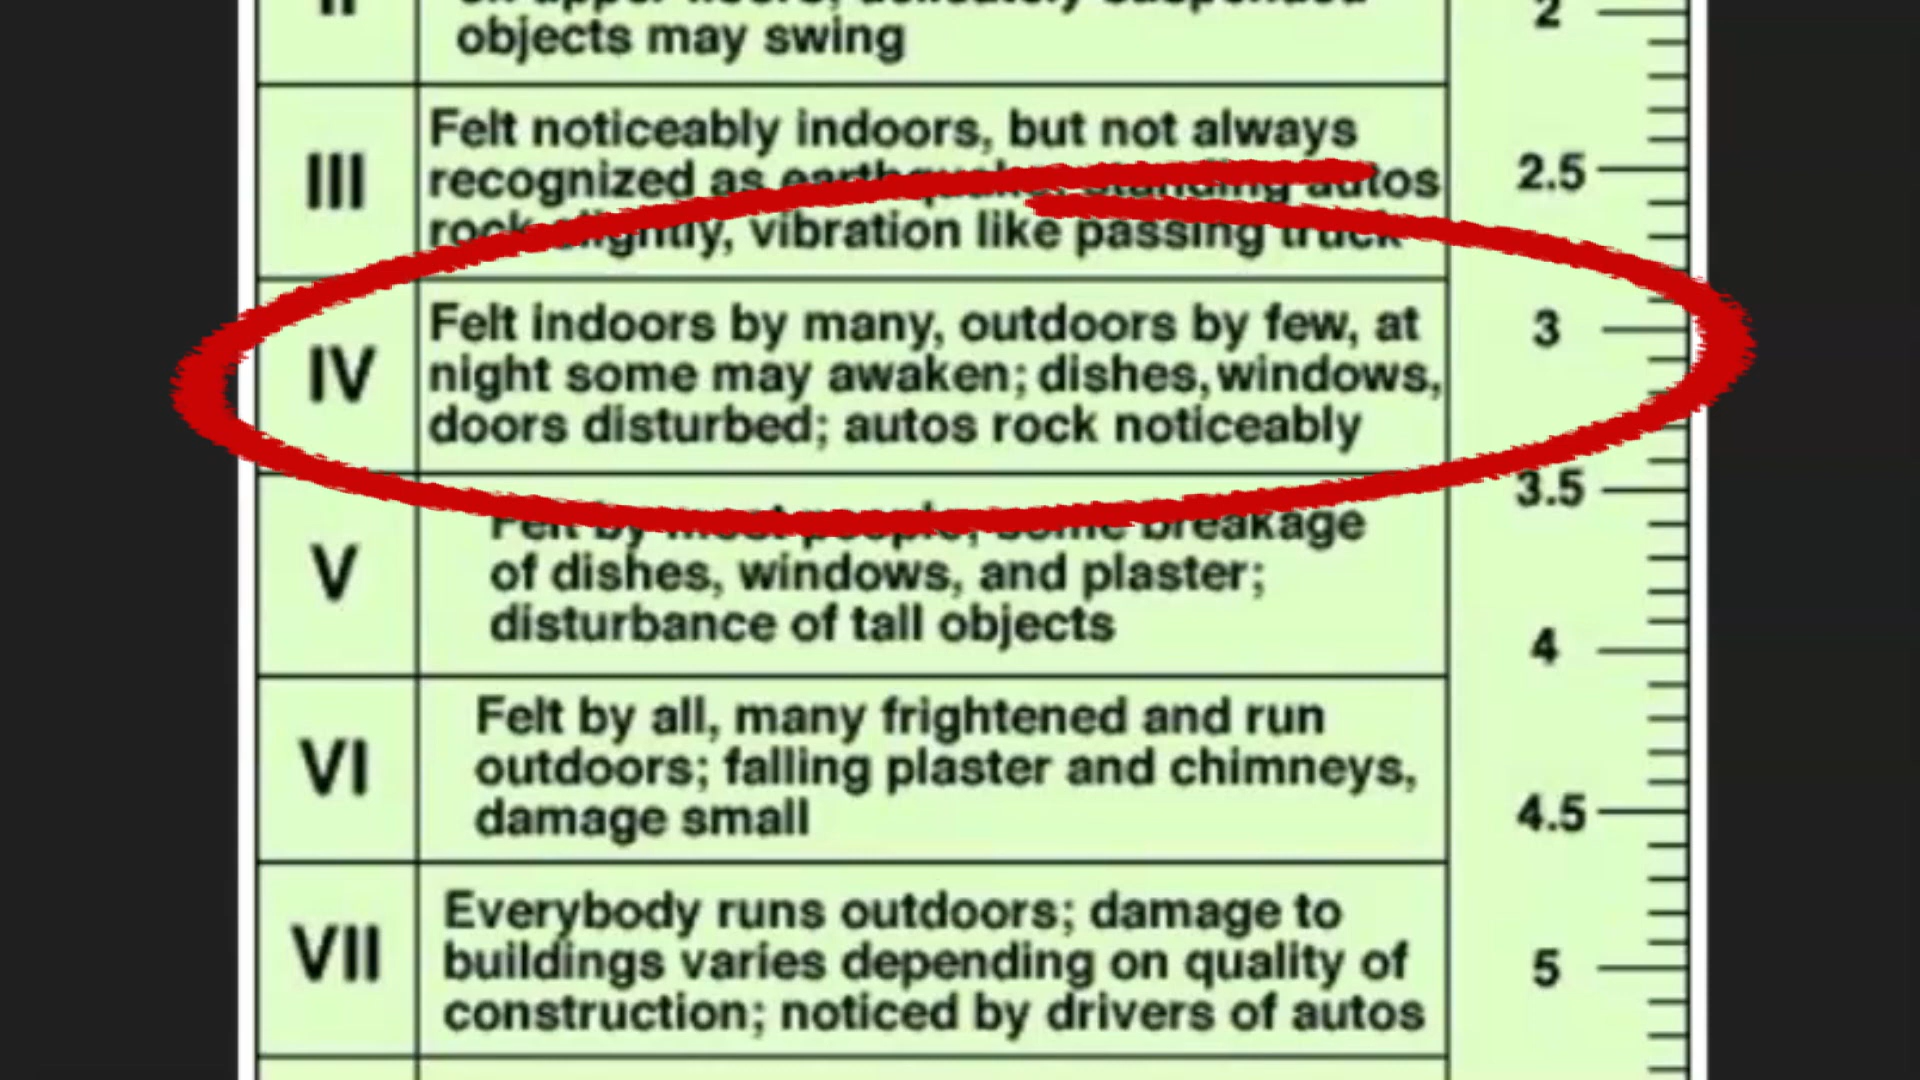 II
objects may swing
2
III
Felt noticeably indoors, but not always
recognized as earthquake, standing autos
rock slightly, vibration like passing truck
2.5
IV
Felt indoors by many, outdoors by few, at
night some may awaken; dishes, windows,
doors disturbed; autos rock noticeably
3
3.5
V
Felt by most people, some breakage
of dishes, windows, and plaster;
disturbance of tall objects
4
VI
Felt by all, many frightened and run
outdoors; falling plaster and chimneys,
damage small
4.5
VII
Everybody runs outdoors; damage to
buildings varies depending on quality of
construction; noticed by drivers of autos
5